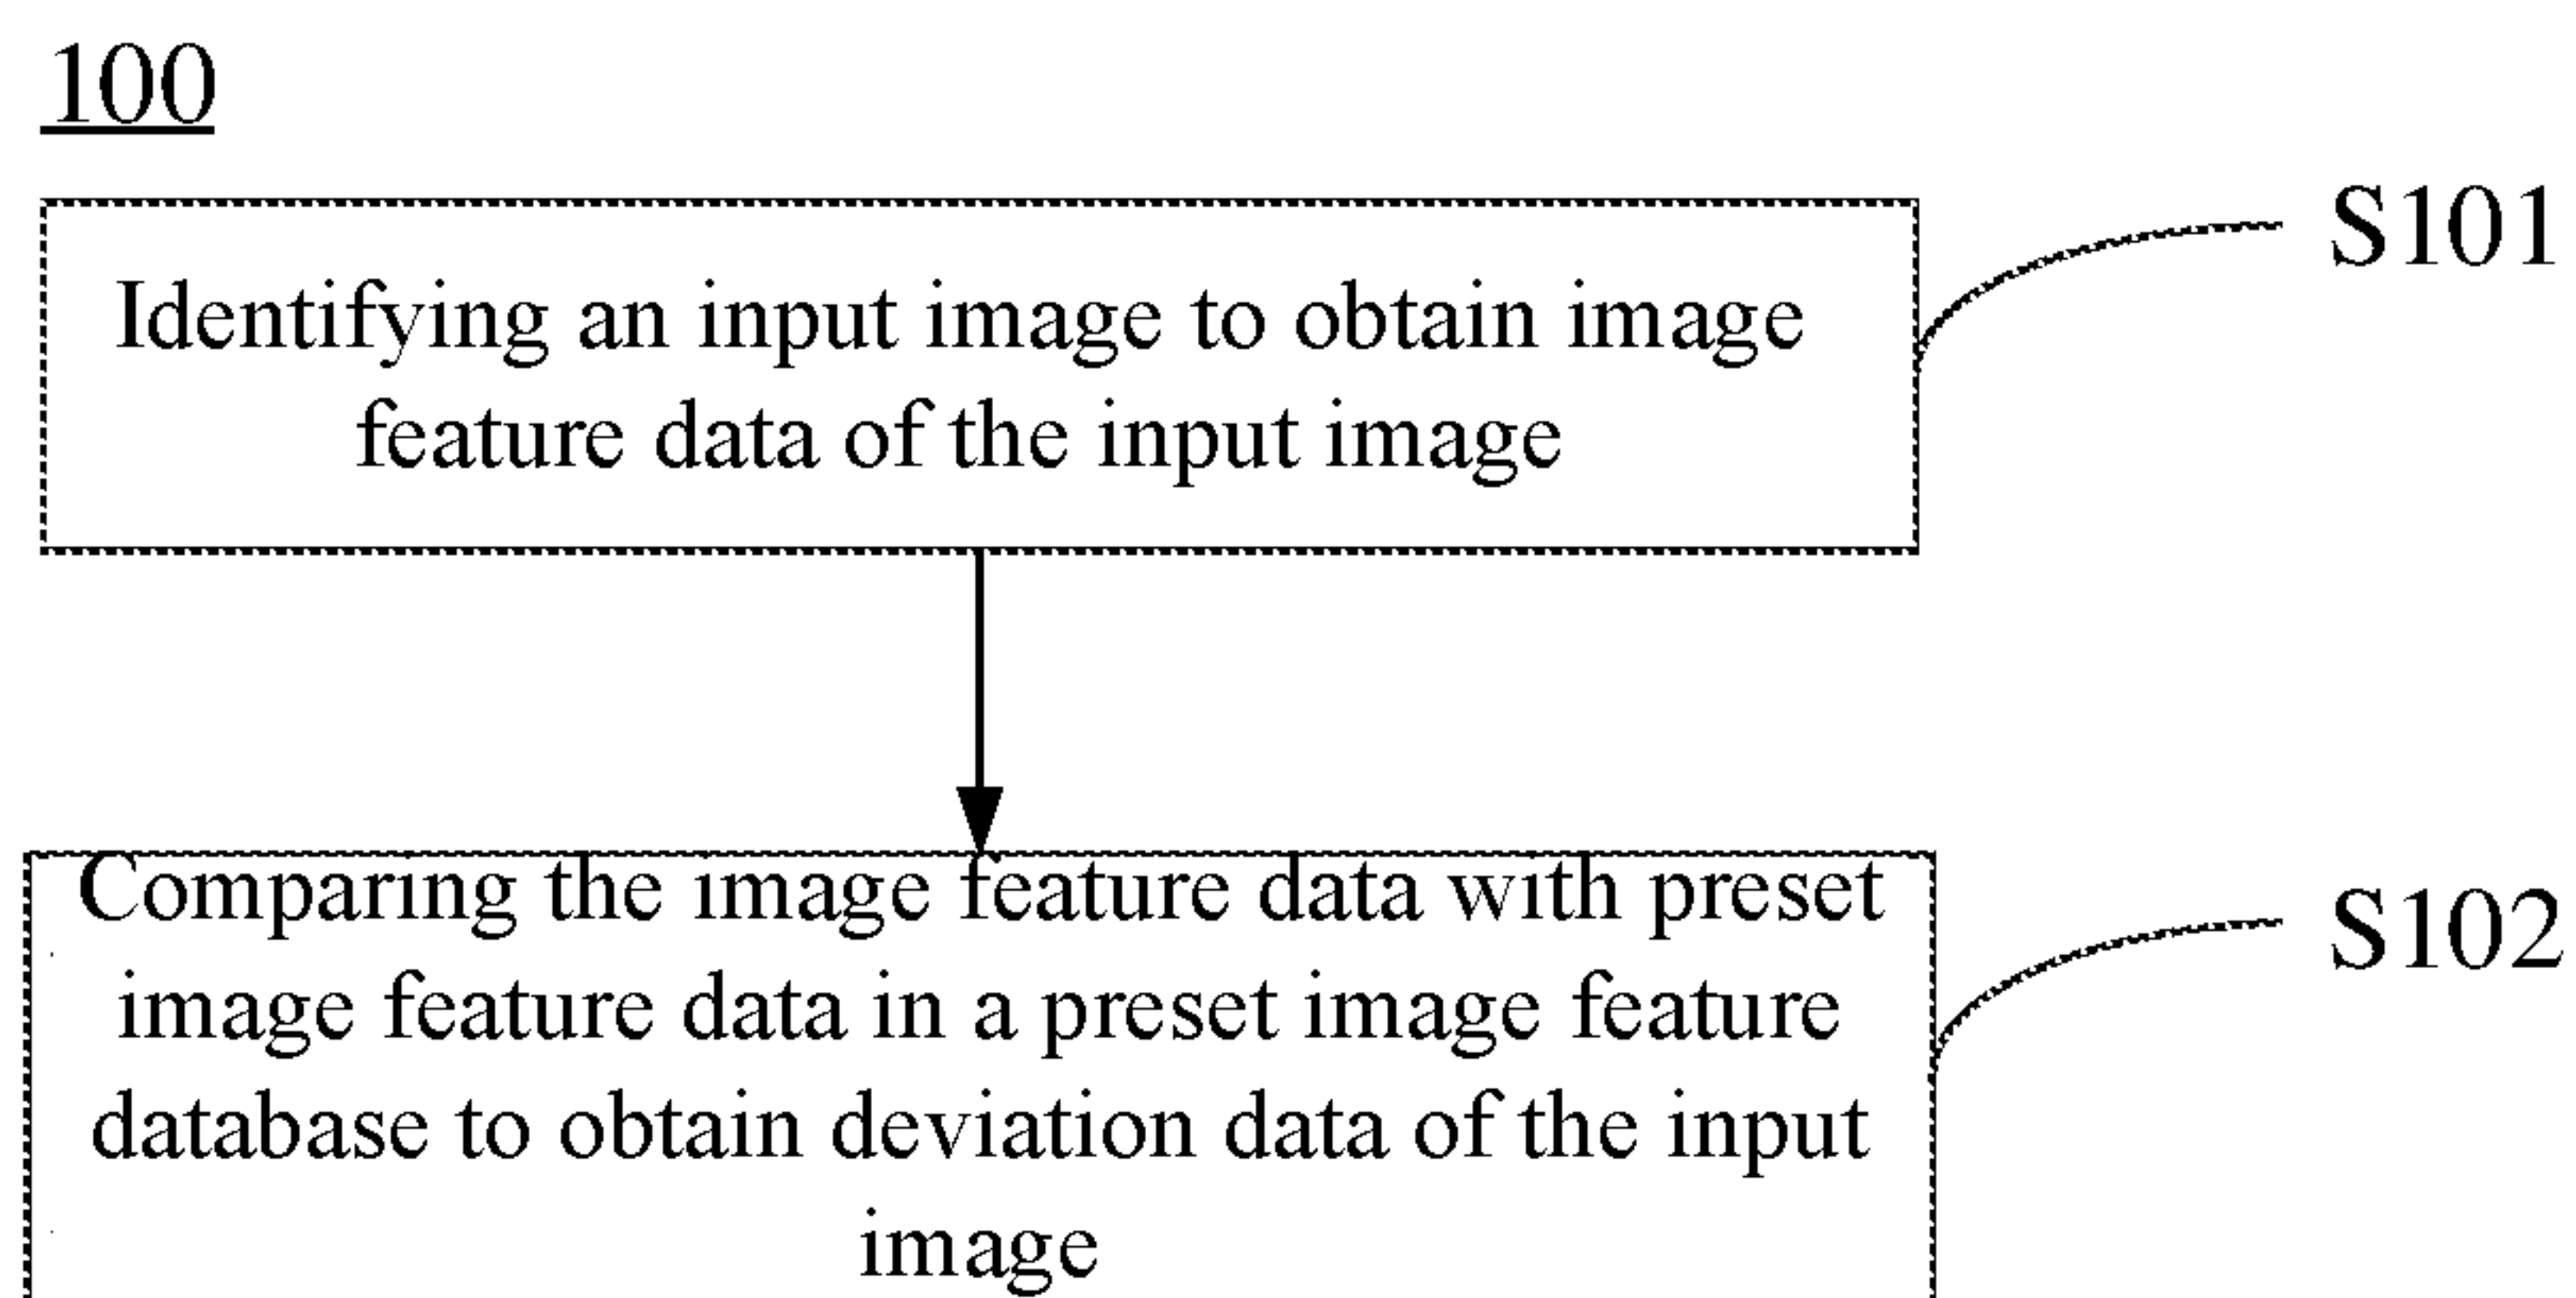 100
S101
Identifying an input image to obtain image
feature data of the input image
S102
Comparing the image feature data with preset
image feature data in a preset image feature
database to obtain deviation data of the input
image